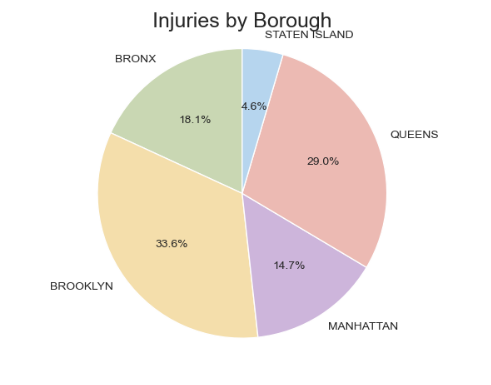 Injuries by Borough
STATEN ISLAND
BRONX
4.6%
18.1%
QUEENS
29.0%
33.6%
14.7%
BROOKLYN
MANHATTAN